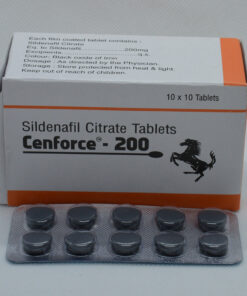 Each film coated tablet contains:
Sildenafil Citrate
Eq. to Sildenafil ..........200mg
Excipients. q.s.
Colour: Black oxide of Iron
Dosage : As directed by the Physician.
Storage : Store protected from heat & light.
Keep out of reach of children.
10 x 10 Tablets
Sildenafil Citrate Tablets
Cenforce® - 200